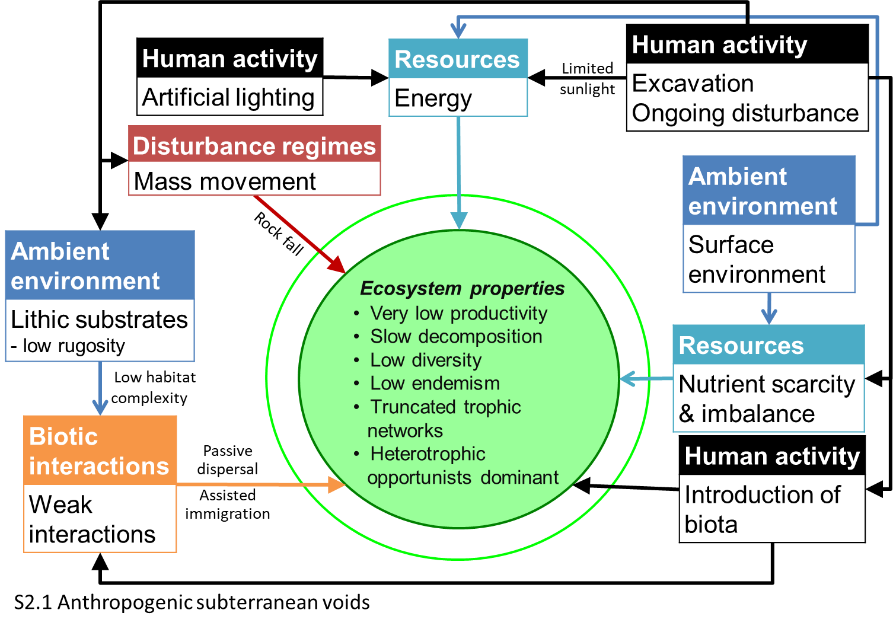 Human activity
Artificial lighting
Resources
Energy
Limited
sunlight
Human activity
Excavation
Ongoing disturbance
Disturbance regimes
Mass movement
Rock fall
Ambient
environment
Surface
environment
Ambient
environment
Lithic substrates
- low rugosity
Low habitat
complexity
Ecosystem properties
• Very low productivity
• Slow decomposition
• Low diversity
• Low endemism
• Truncated trophic
networks
• Heterotrophic
opportunists dominant
Resources
Nutrient scarcity
& imbalance
Biotic
interactions
Weak
interactions
Passive
dispersal
Assisted
immigration
Human activity
Introduction of
biota
S2.1 Anthropogenic subterranean voids